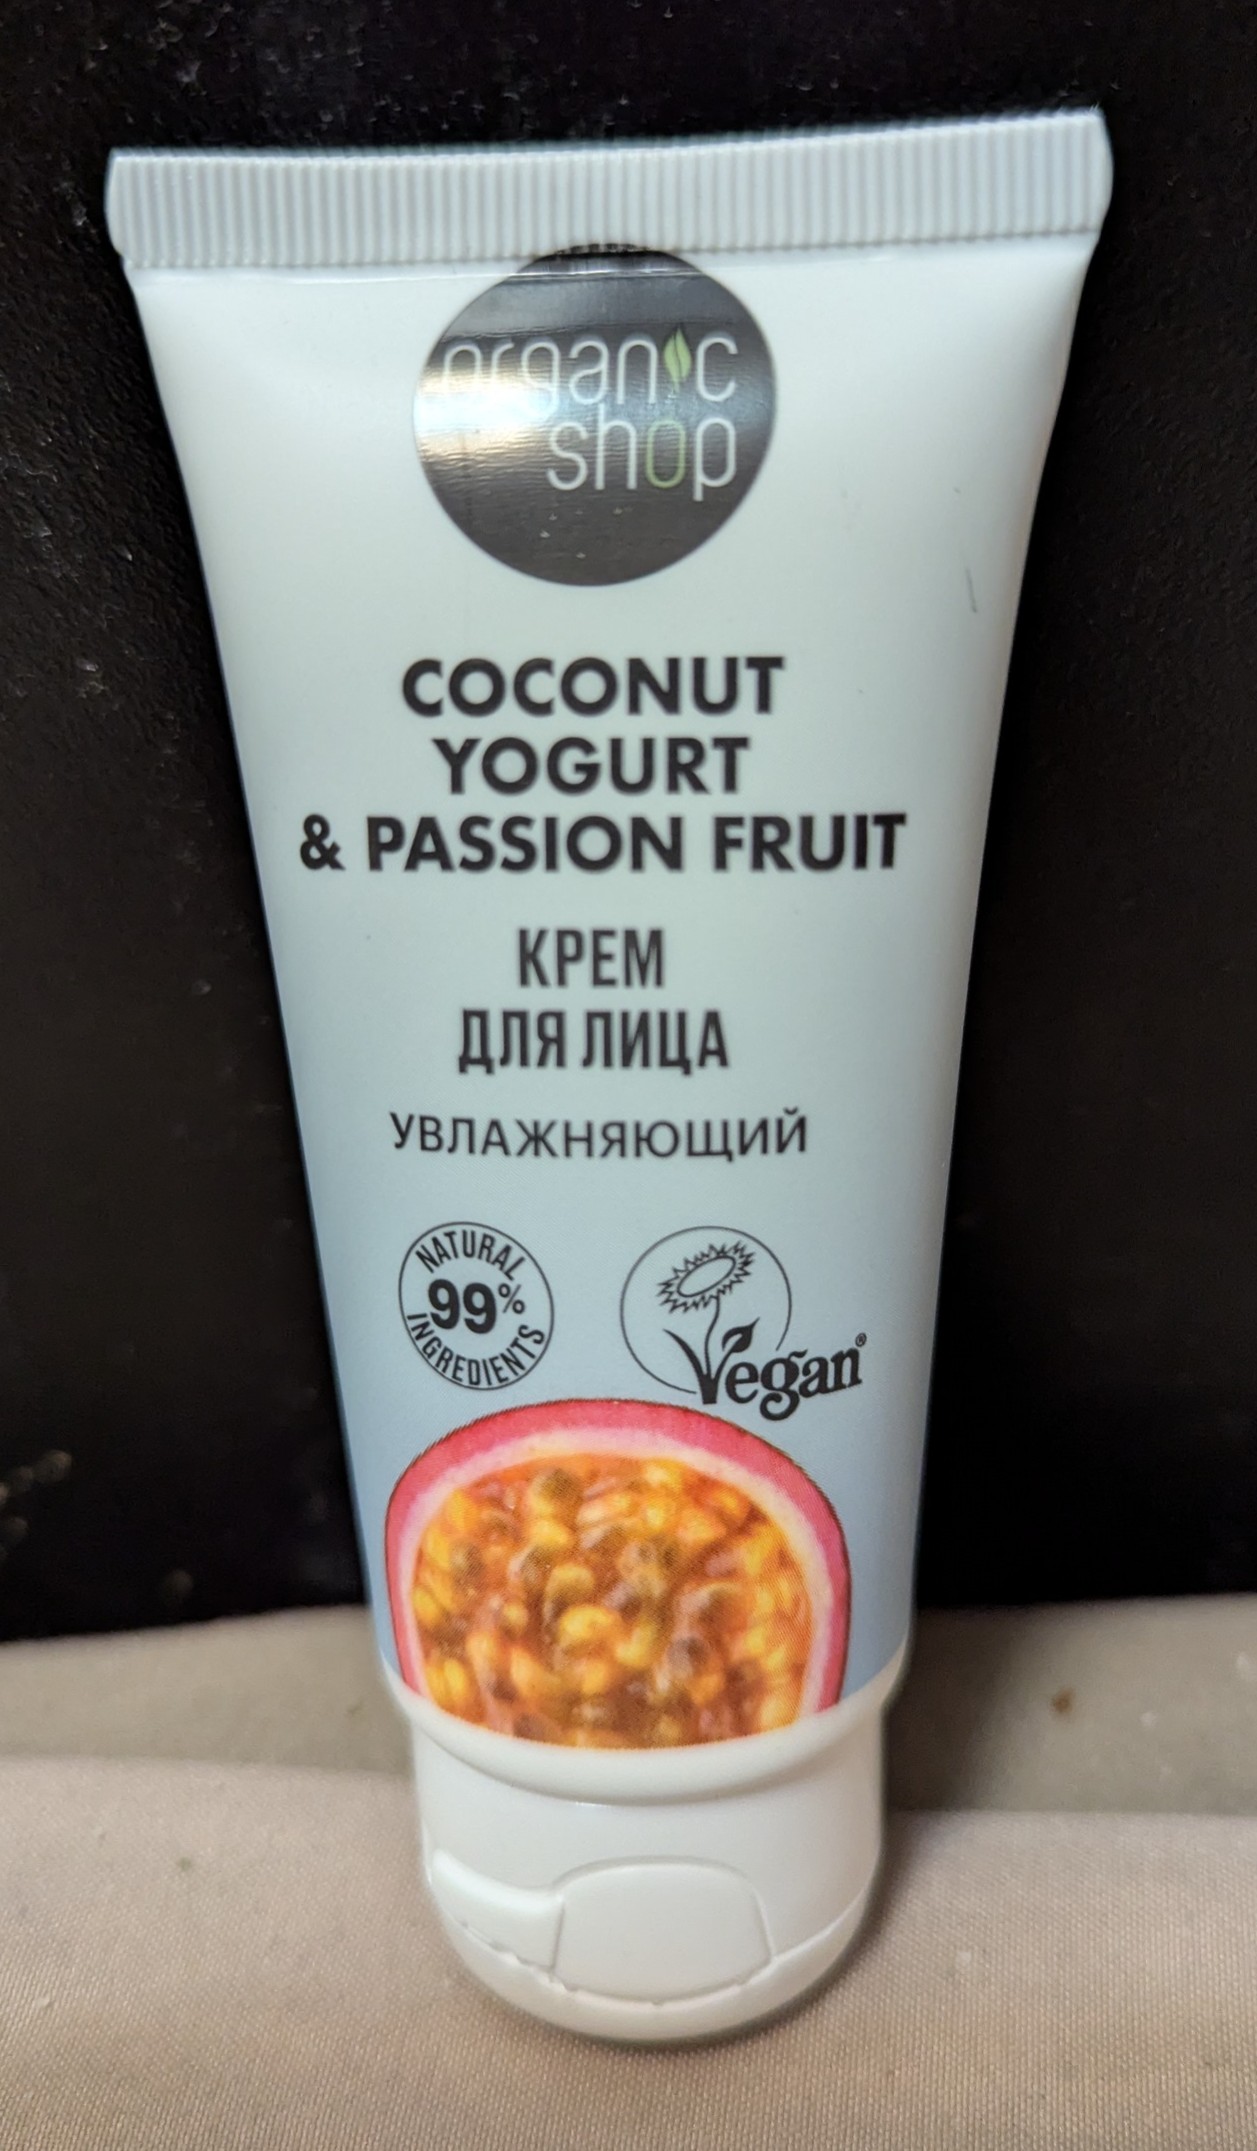 organic
shop
COCONUT
YOGURT
& PASSION FRUIT
КРЕМ
ДЛЯ ЛИЦА
УВЛАЖНЯЮЩИЙ
NATURAL
99%
INGREDIENTS
Vegan®